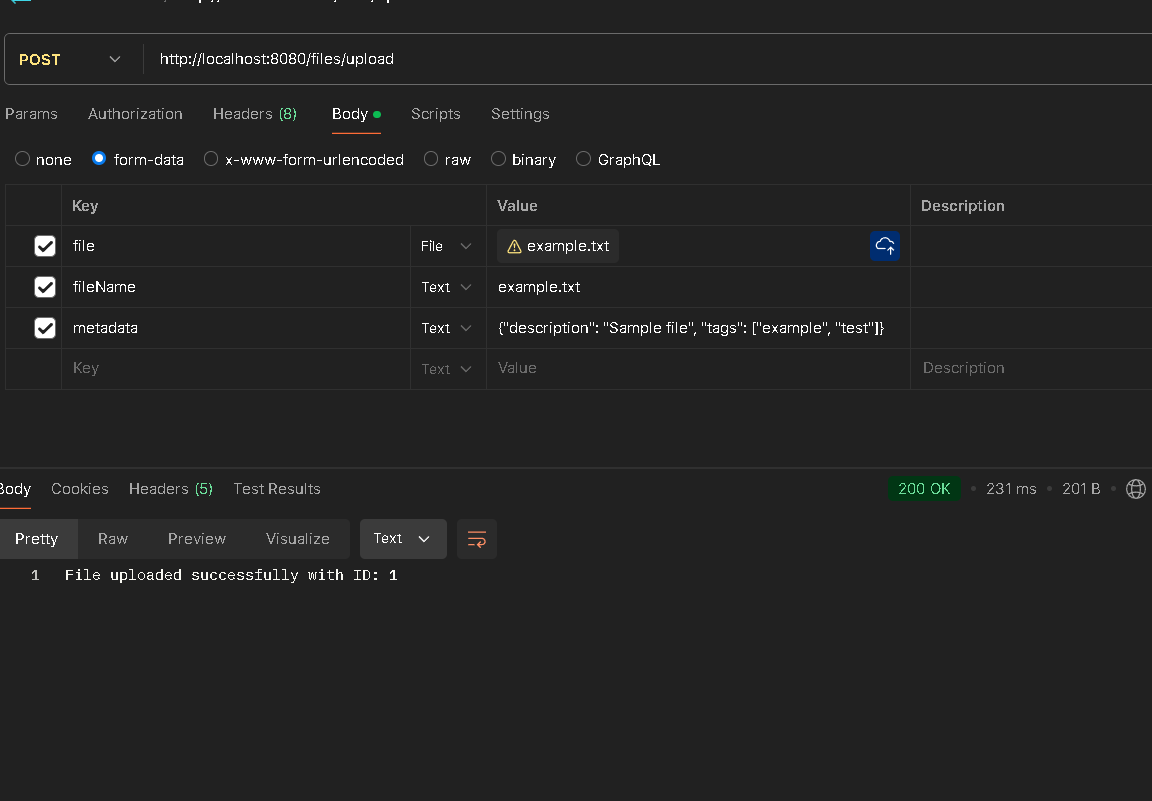 POST http://localhost:8080/files/upload
Params Authorization Headers (8) Body Scripts Settings
none form-data x-www-form-urlencoded raw binary GraphQL
Key Value Description
file File example.txt
fileName Text example.txt
metadata Text {"description": "Sample file", "tags": ["example", "test"]}
Key Text Value Description
Body Cookies Headers (5) Test Results 200 OK 231 ms 201 B
Pretty Raw Preview Visualize Text
1 File uploaded successfully with ID: 1